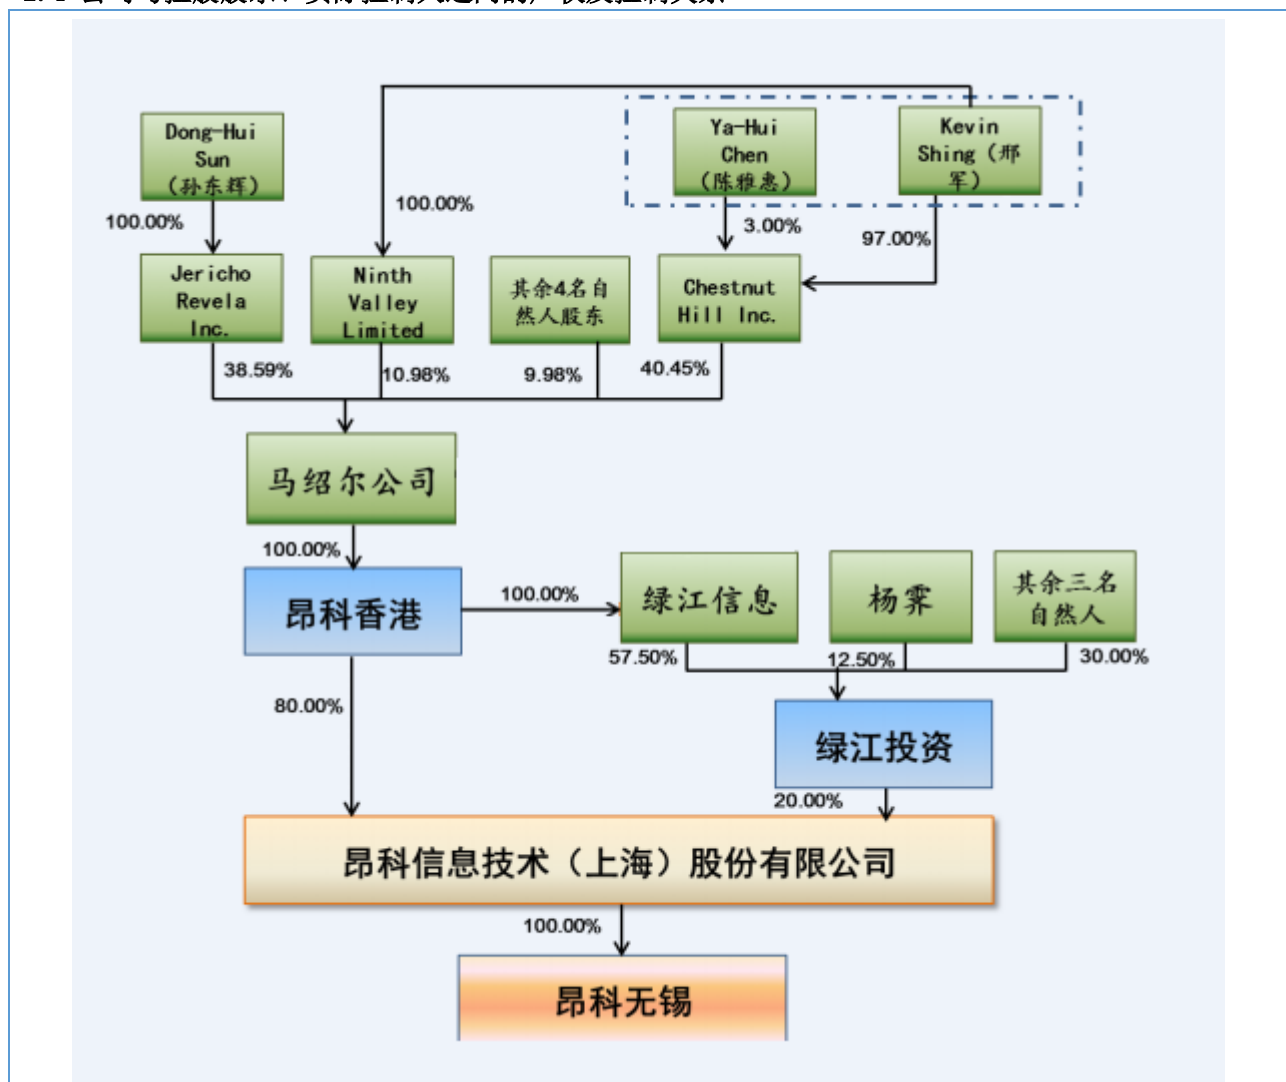 Dong-Hui
Sun
(孙东辉)
Ya-Hui
Chen
(陈雅惠)
Kevin
Shing (邢
军)
100.00%
100.00%
3.00%
97.00%
Jericho
Revela
Inc.
Ninth
Valley
Limited
其余4名自
然人股东
Chestnut
Hill Inc.
38.59%
10.98%
9.98%
40.45%
马绍尔公司
100.00%
昂科香港
100.00%
绿江信息
杨霁
其余三名
自然人
57.50%
12.50%
30.00%
80.00%
绿江投资
20.00%
昂科信息技术（上海）股份有限公司
100.00%
昂科无锡